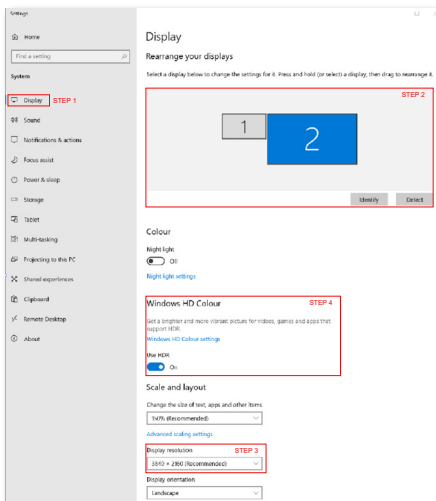 Settings
Home
Display
Find a setting
Rearrange your displays
System
Select a display below to change the settings for it. Press and hold (or select) a display, then drag to rearrange it.
Display STEP 1
STEP 2
Sound
1
2
Notifications & actions
Focus assist
Power & sleep
Storage
Identify
Detect
Tablet
Multi-tasking
Colour
Projecting to this PC
Night light
Off
Shared experiences
Night light settings
Clipboard
Windows HD Colour
STEP 4
Remote Desktop
Get a brighter and more vibrant picture for videos, games and apps that
support HDR.
About
Windows HD Colour settings
Use HDR
On
Scale and layout
Change the size of text, apps and other items
150% (Recommended)
Advanced scaling settings
Display resolution
STEP 3
3840 × 2160 (Recommended)
Display orientation
Landscape